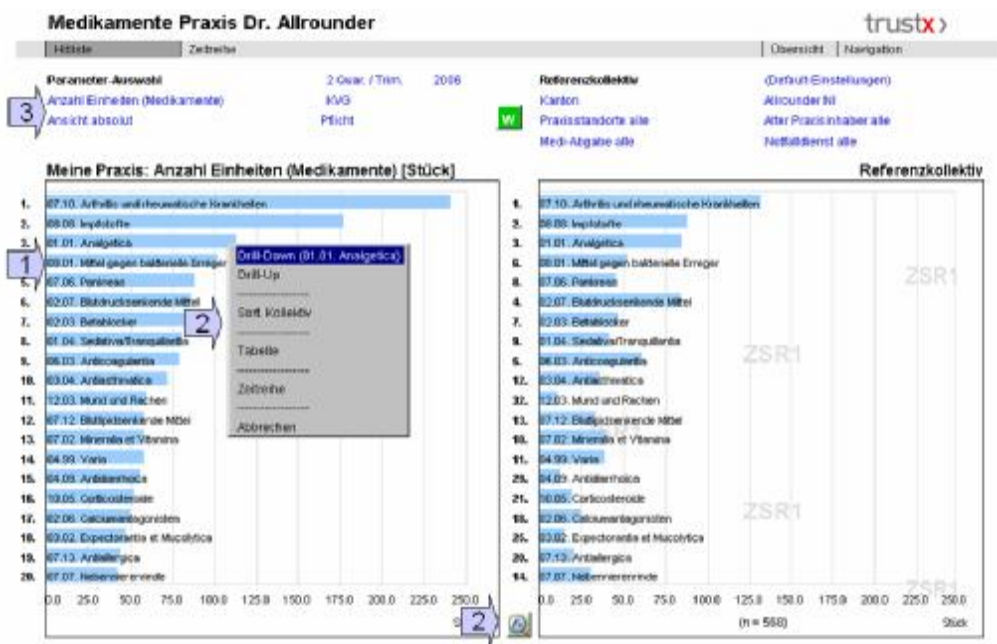 Medikamente Praxis Dr. Allrounder
trustx>
Hitliste Zeitreihe Übersicht Navigation
Parameter-Auswahl 2 Quar. / Trim. 2006 Referenzkollektiv (Default-Einstellungen)
Anzahl Einheiten (Medikamente) KVG Kanton Allrounder NI
3 Ansicht absolut Pflicht W Praxisstandorte alle Alter Praxisinhaber alle
Medi-Abgabe alle Notfalldienst alle
Meine Praxis: Anzahl Einheiten (Medikamente) [Stück] Referenzkollektiv
1. 07.10. Arthritis und rheumatische Krankheiten 1. 07.10. Arthritis und rheumatische Krankheiten
2. 08.08. Impfstoffe 2. 08.08. Impfstoffe
3. 01.01. Analgetica 3. 01.01. Analgetica
1 08.01. Mittel gegen bakterielle Erreger 6. 08.01. Mittel gegen bakterielle Erreger
5. 07.06. Pankreas 8. 07.06. Pankreas
6. 02.07. Blutdrucksenkende Mittel 4. 02.07. Blutdrucksenkende Mittel
7. 02.03. Betablocker 7. 02.03. Betablocker
8. 01.04. Sedativa/Tranquilantia 9. 01.04. Sedativa/Tranquilantia
9. 06.03. Anticoagulantia 6. 06.03. Anticoagulantia
10. 03.04. Antiasthmatica 12. 03.04. Antiasthmatica
11. 12.03. Mund und Rachen 32. 12.03. Mund und Rachen
12. 07.12. Blutlipidsenkende Mittel 13. 07.12. Blutlipidsenkende Mittel
13. 07.02. Mineralia et Vitamina 10. 07.02. Mineralia et Vitamina
14. 04.99. Varia 11. 04.99. Varia
15. 04.09. Antidiarrhoica 29. 04.09. Antidiarrhoica
16. 10.05. Corticosteroide 21. 10.05. Corticosteroide
17. 02.06. Calciumantagonisten 18. 02.06. Calciumantagonisten
18. 03.02. Expectorantia et Mucolytica 25. 03.02. Expectorantia et Mucolytica
19. 07.13. Antiallergica 20. 07.13. Antiallergica
20. 07.07. Nebennierenrinde 14. 07.07. Nebennierenrinde
Drill-Down (01.01. Analgetica)
Drill-Up
2 Sort. Kollektiv
Tabelle
Zeitreihe
Abbrechen
ZSR1
ZSR1
ZSR1
ZSR1
0.0 25.0 50.0 75.0 100.0 125.0 150.0 175.0 200.0 225.0 250.0 0.0 25.0 50.0 75.0 100.0 125.0 150.0 175.0 200.0 225.0 250.0
2 (n = 568) Stück